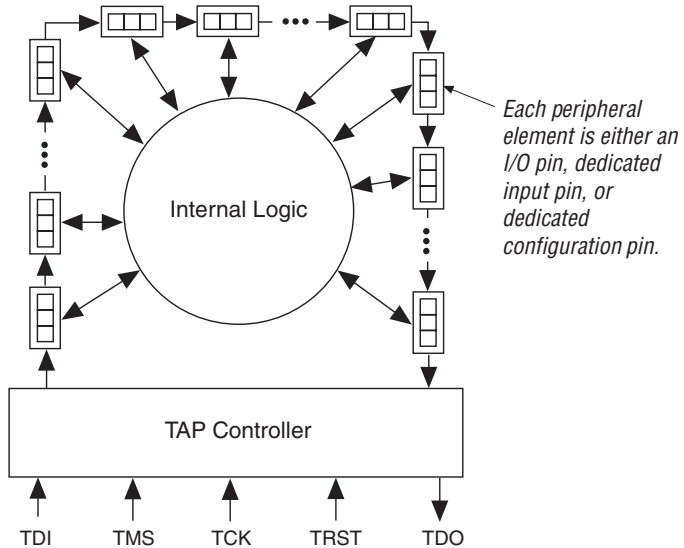 Each peripheral
element is either an
I/O pin, dedicated
input pin, or
dedicated
configuration pin.
Internal Logic
TAP Controller
TDI TMS TCK TRST TDO